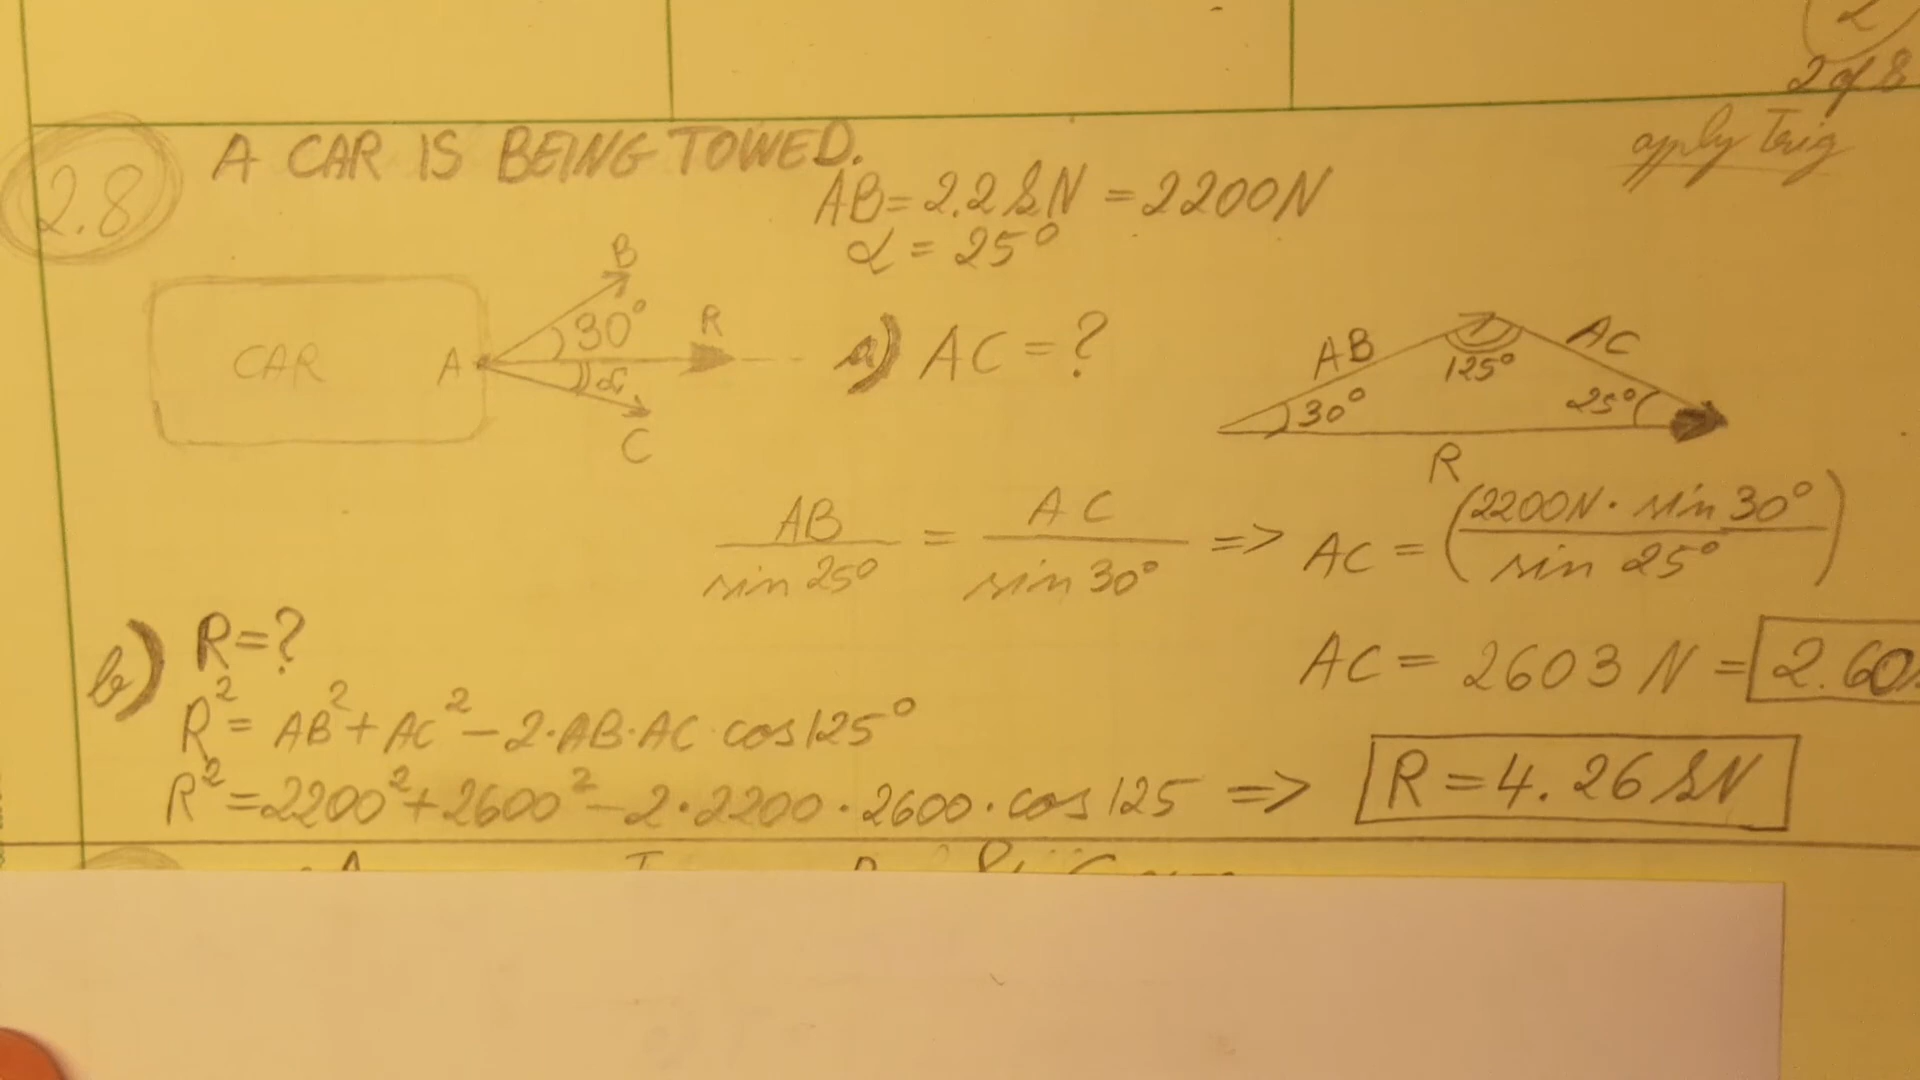 2
2 of 8
apply Trig
2.8
A CAR IS BEING TOWED.
AB = 2.2 kN = 2200N
α = 25°
B
30°
R
CAR
A
α
C
a) AC = ?
AB
AC
125°
30°
25°
R
AB / sin 25° = AC / sin 30° => AC = (2200N · sin 30° / sin 25°)
AC = 2603 N = 2.60
b) R = ?
R² = AB² + AC² - 2·AB·AC cos 125°
R² = 2200² + 2600² - 2·2200·2600·cos 125 => R = 4.26 kN